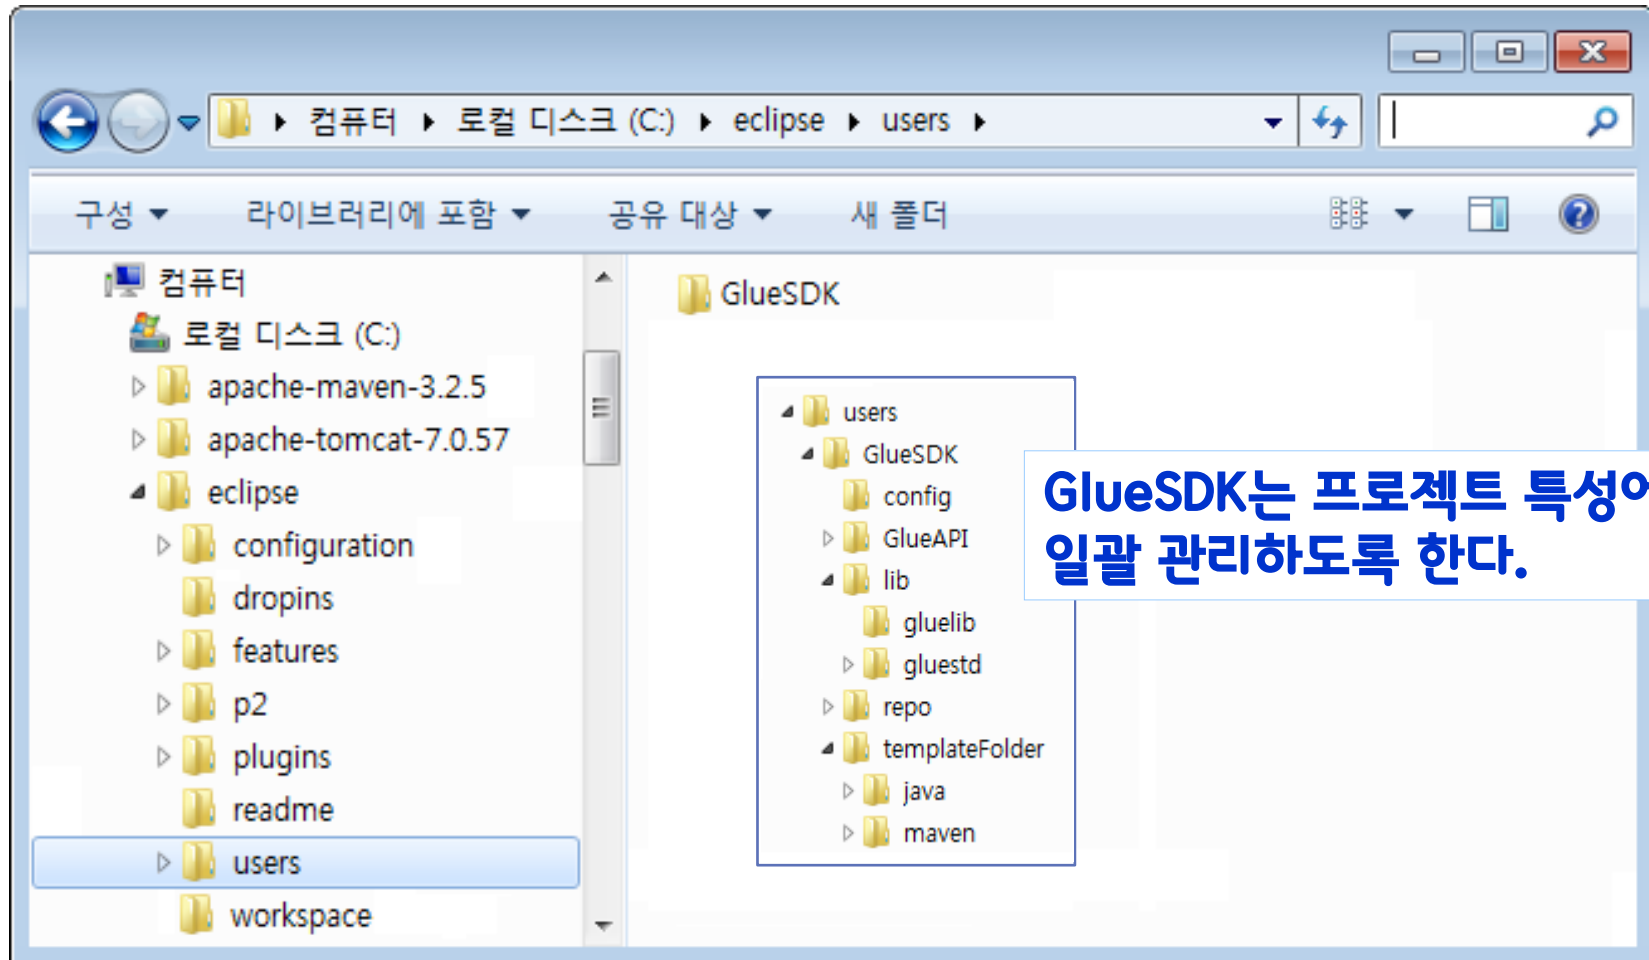 컴퓨터 로컬 디스크 (C:) eclipse users
구성 라이브러리에 포함 공유 대상 새 폴더
컴퓨터
로컬 디스크 (C:)
apache-maven-3.2.5
apache-tomcat-7.0.57
eclipse
configuration
dropins
features
p2
plugins
readme
users
workspace
GlueSDK
users
GlueSDK
config
GlueAPI
lib
gluelib
gluestd
repo
templateFolder
java
maven
GlueSDK는 프로젝트 특성
일괄 관리하도록 한다.